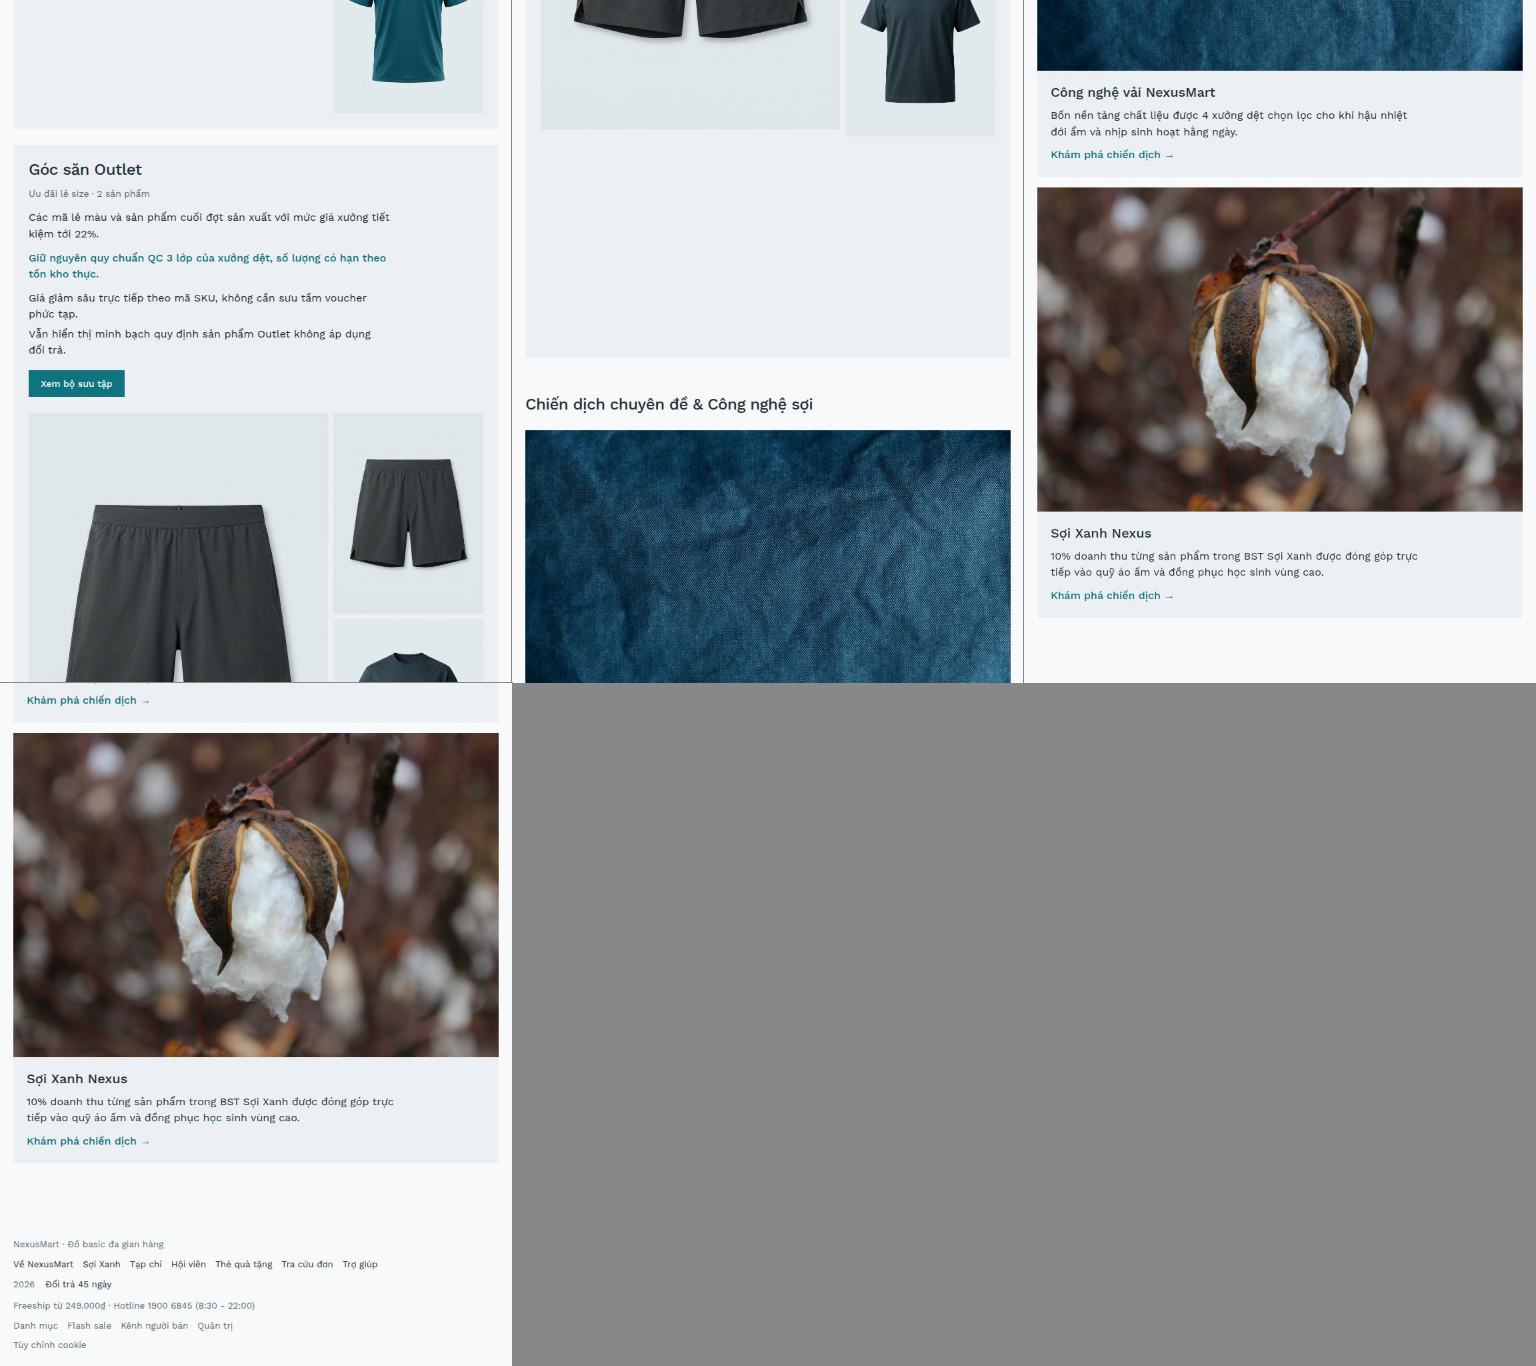 Góc săn Outlet
Ưu đãi lẻ size · 2 sản phẩm
Các mã lẻ màu và sản phẩm cuối đợt sản xuất với mức giá xưởng tiết
kiệm tới 22%.
Giữ nguyên quy chuẩn QC 3 lớp của xưởng dệt, số lượng có hạn theo
tồn kho thực.
Giá giảm sâu trực tiếp theo mã SKU, không cần sưu tầm voucher
phức tạp.
Vẫn hiển thị minh bạch quy định sản phẩm Outlet không áp dụng
đổi trả.
Xem bộ sưu tập
Chiến dịch chuyên đề & Công nghệ sợi
Công nghệ vải NexusMart
Bốn nền tảng chất liệu được 4 xưởng dệt chọn lọc cho khí hậu nhiệt
đới ẩm và nhịp sinh hoạt hằng ngày.
Khám phá chiến dịch →
Sợi Xanh Nexus
10% doanh thu từng sản phẩm trong BST Sợi Xanh được đóng góp trực
tiếp vào quỹ áo ấm và đồng phục học sinh vùng cao.
Khám phá chiến dịch →
Khám phá chiến dịch →
Sợi Xanh Nexus
10% doanh thu từng sản phẩm trong BST Sợi Xanh được đóng góp trực
tiếp vào quỹ áo ấm và đồng phục học sinh vùng cao.
Khám phá chiến dịch →
NexusMart · Đồ basic đa gian hàng
Về NexusMart Sợi Xanh Tạp chí Hội viên Thẻ quà tặng Tra cứu đơn Trợ giúp
2026 Đổi trả 45 ngày
Freeship từ 249.000₫ · Hotline 1900 6845 (8:30 - 22:00)
Danh mục Flash sale Kênh người bán Quản trị
Tùy chỉnh cookie